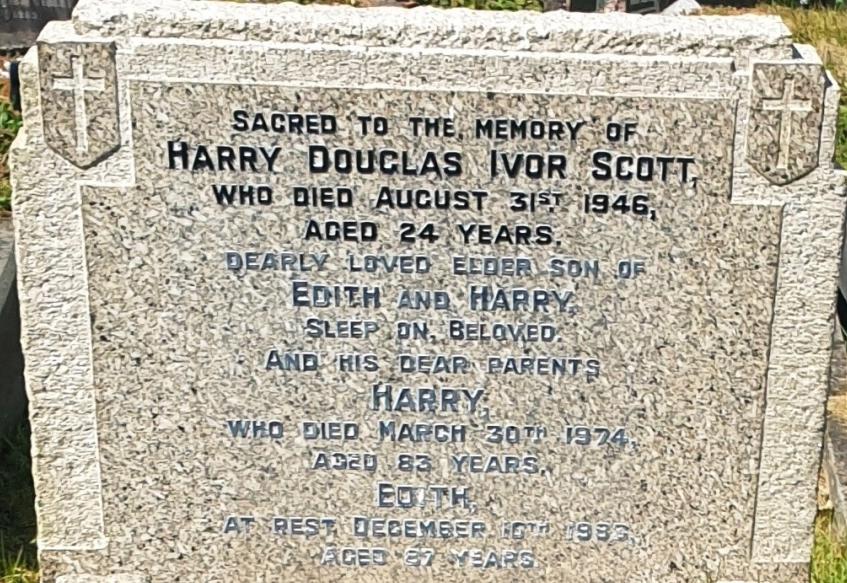 SACRED TO THE MEMORY OF
HARRY DOUGLAS IVOR SCOTT,
WHO DIED AUGUST 31ST 1946,
AGED 24 YEARS.
DEARLY LOVED ELDER SON OF
EDITH AND HARRY,
SLEEP ON, BELOVED.
AND HIS DEAR PARENTS
HARRY,
WHO DIED MARCH 30TH 1974,
AGED 83 YEARS,
EDITH,
AT REST DECEMBER
AGED 87 YEARS.